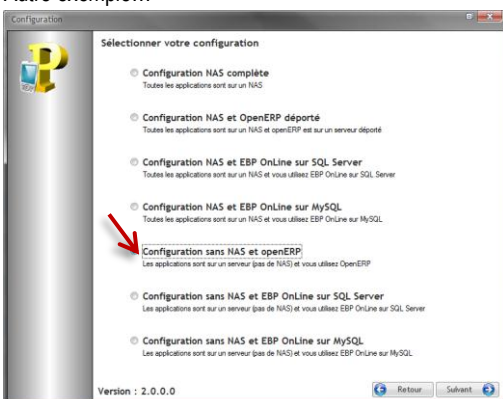 Configuration
Sélectionner votre configuration
Configuration NAS complète
Toutes les applications sont sur un NAS
Configuration NAS et OpenERP déporté
Toutes les applications sont sur un NAS et openERP est sur un serveur déporté
Configuration NAS et EBP OnLine sur SQL Server
Toutes les applications sont sur un NAS et vous utilisez EBP OnLine sur SQL Server
Configuration NAS et EBP OnLine sur MySQL
Toutes les applications sont sur un NAS et vous utilisez EBP OnLine sur MySQL
Configuration sans NAS et openERP
Les applications sont sur un serveur (pas de NAS) et vous utilisez OpenERP
Configuration sans NAS et EBP OnLine sur SQL Server
Les applications sont sur un serveur (pas de NAS) et vous utilisez EBP OnLine sur SQL Server
Configuration sans NAS et EBP OnLine sur MySQL
Les applications sont sur un serveur (pas de NAS) et vous utilisez EBP OnLine sur MySQL
Version : 2.0.0.0
Retour
Suivant